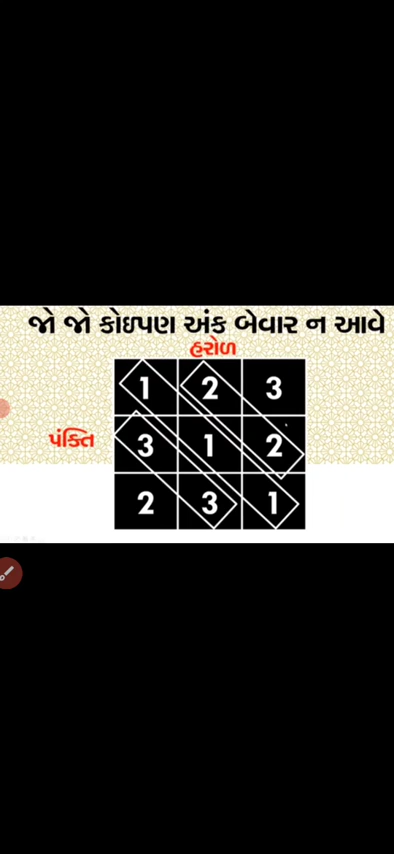 જો જો કોઇપણ અંક બેવાર ન આવે
હરોળ
1 2 3
પંક્તિ
3 1 2
2 3 1